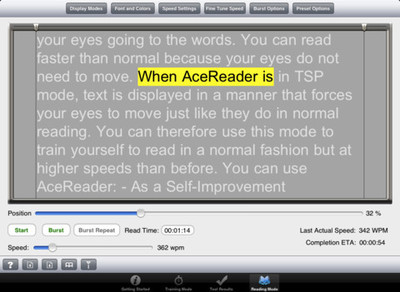 Display Modes Font and Colors Speed Settings Fine Tune Speed Burst Options Preset Options
your eyes going to the words. You can read
faster than normal because your eyes do not
need to move. When AceReader is in TSP
mode, text is displayed in a manner that forces
your eyes to move just like they do in normal
reading. You can therefore use this mode to
train yourself to read in a normal fashion but at
higher speeds than before. You can use
AceReader: - As a Self-Improvement
Position 32 %
Start Burst Burst Repeat Read Time: 00:01:14 Last Actual Speed: 342 WPM
Completion ETA: 00:00:54
Speed: 362 wpm
?
Getting Started Training Mode Test Results Reading Mode